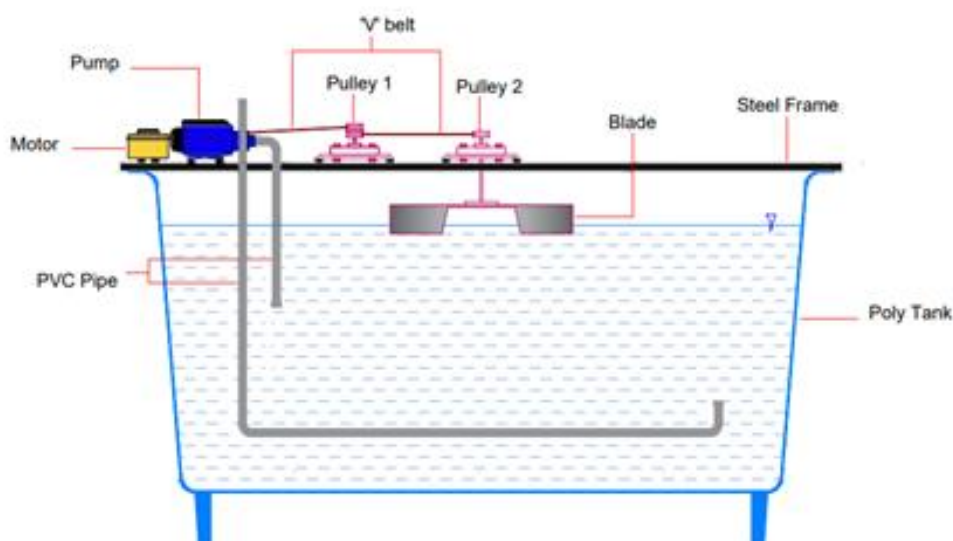 "V" belt
Pump
Pulley 1
Pulley 2
Steel Frame
Blade
Motor
PVC Pipe
Poly Tank